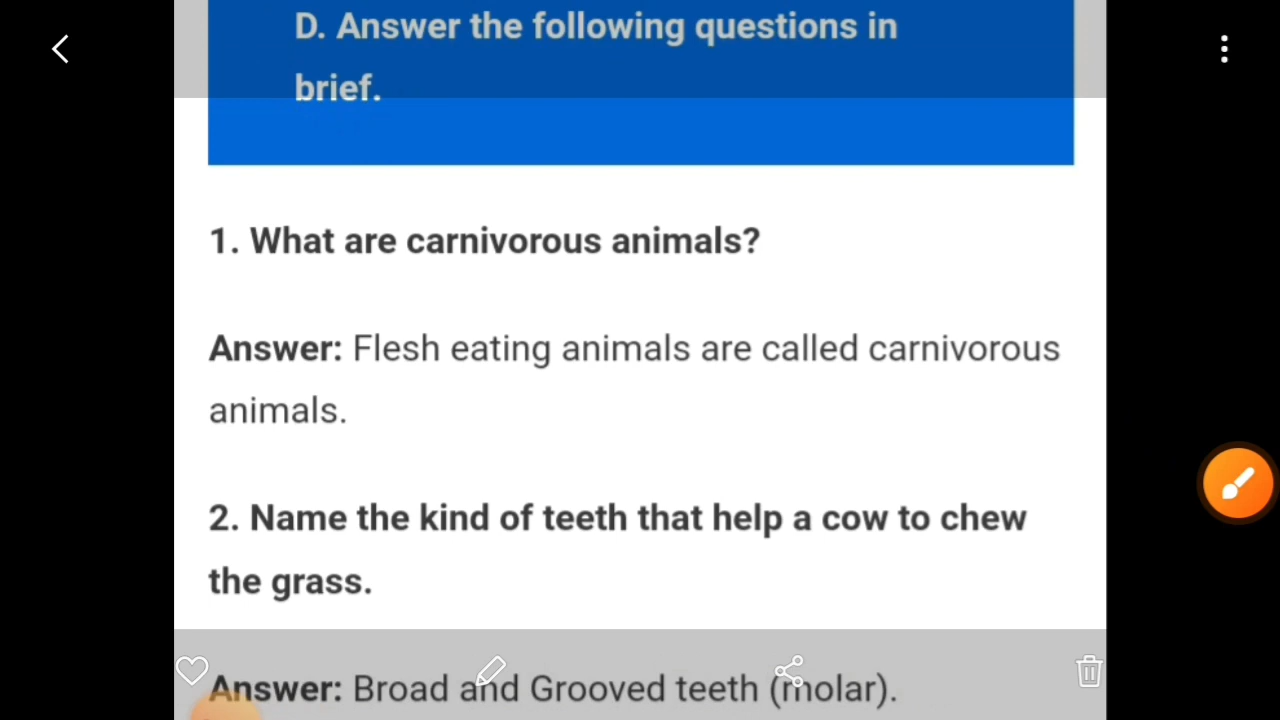 D. Answer the following questions in
brief.
1. What are carnivorous animals?
Answer: Flesh eating animals are called carnivorous
animals.
2. Name the kind of teeth that help a cow to chew
the grass.
Answer: Broad and Grooved teeth (molar).